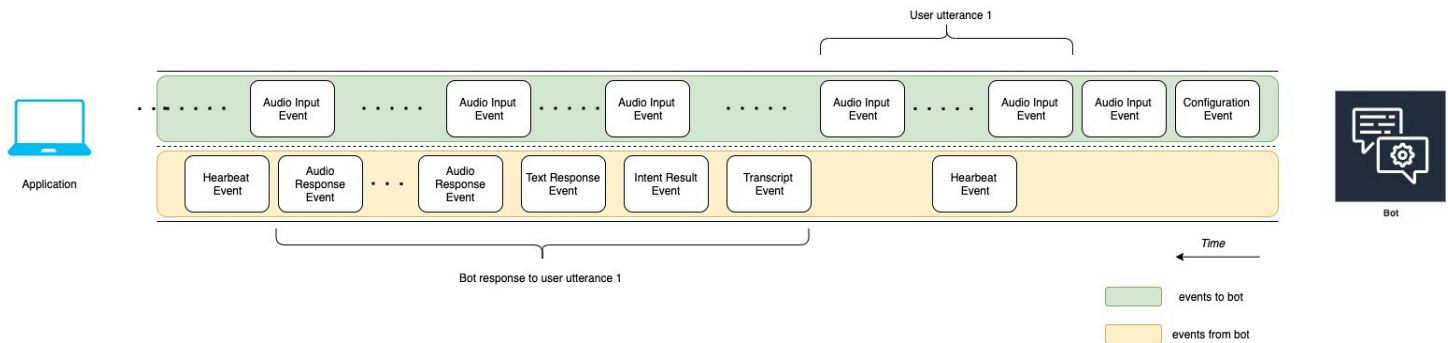 User utterance 1
Audio Input
Event
Audio Input
Event
Audio Input
Event
Audio Input
Event
Audio Input
Event
Audio Input
Event
Configuration
Event
Application
Hearbeat
Event
Audio
Response
Event
Audio
Response
Event
Text Response
Event
Intent Result
Event
Transcript
Event
Hearbeat
Event
Bot
Time
Bot response to user utterance 1
events to bot
events from bot